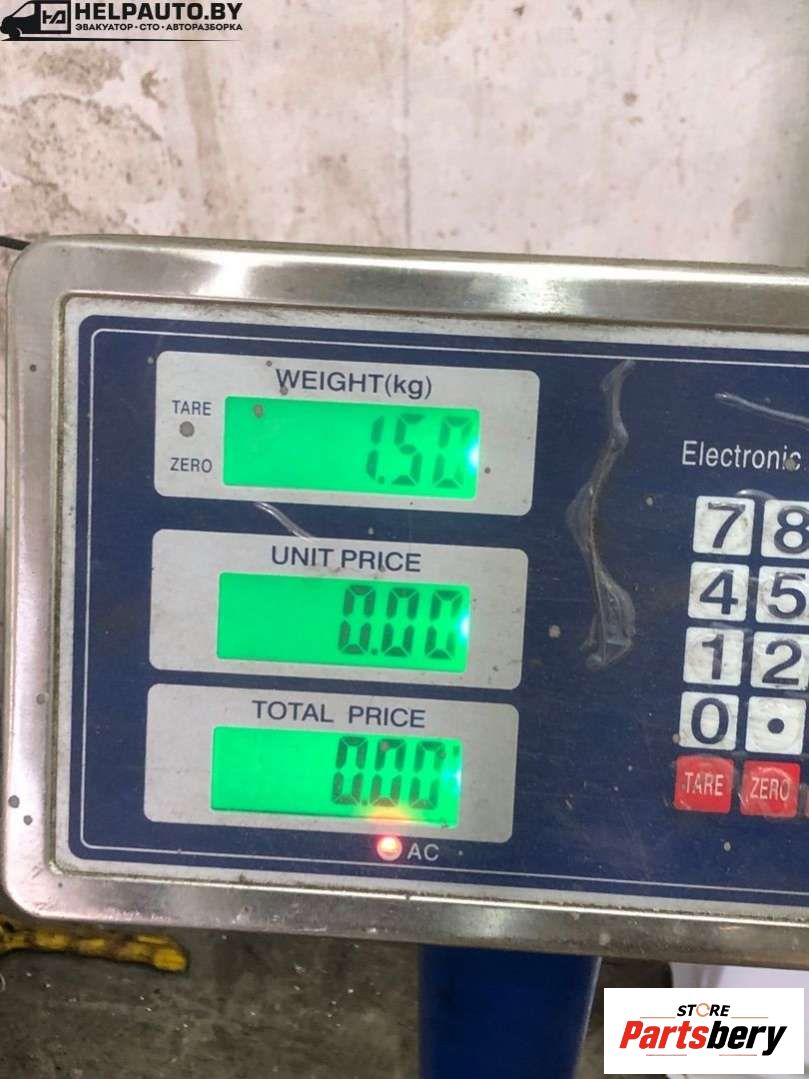 HELPAUTO.BY
ЭВАКУАТОР • СТО • АВТОРАЗБОРКА
WEIGHT(kg)
TARE
1.50
ZERO
Electronic
UNIT PRICE
0.00
7 8
4 5
1 2
0 •
TOTAL PRICE
0.00
TARE ZERO
AC
STORE
Partsbery